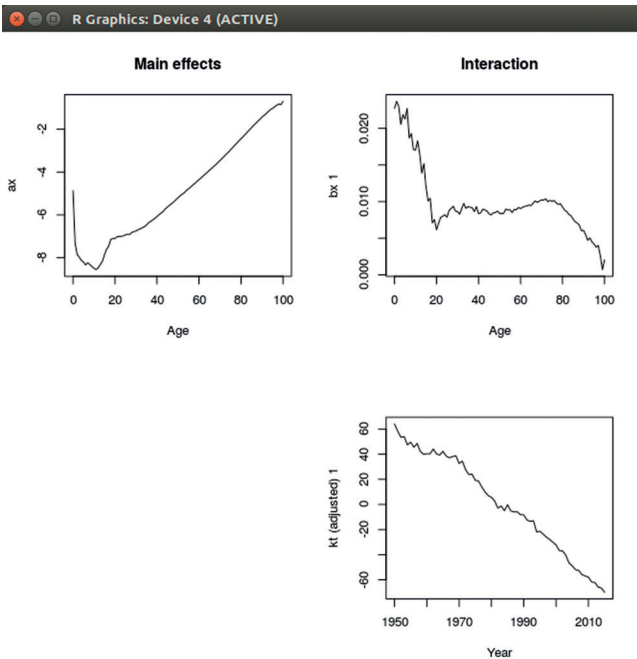 R Graphics: Device 4 (ACTIVE)
Main effects
ax
-2
-4
-6
-8
0 20 40 60 80 100
Age
Interaction
bx 1
0.020
0.010
0.000
0 20 40 60 80 100
Age
kt (adjusted) 1
60
40
20
0
-20
-60
1950 1970 1990 2010
Year